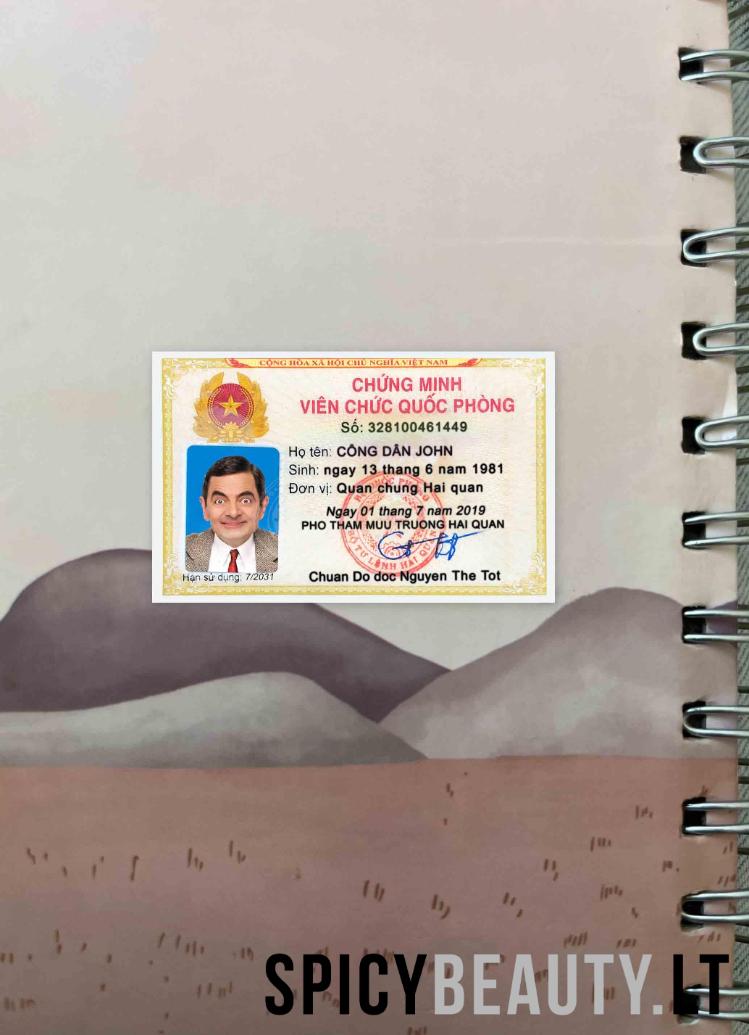 CỘNG HÒA XÃ HỘI CHỦ NGHĨA VIỆT NAM
CHỨNG MINH
VIÊN CHỨC QUỐC PHÒNG
Số: 328100461449
Họ tên: CÔNG DÂN JOHN
Sinh: ngay 13 thang 6 nam 1981
Đơn vị: Quan chung Hai quan
Ngay 01 thang 7 nam 2019
PHO THAM MUU TRUONG HAI QUAN
Hạn sử dụng: 7/2031
Chuan Do doc Nguyen The Tot
SPICYBEAUTY.LT